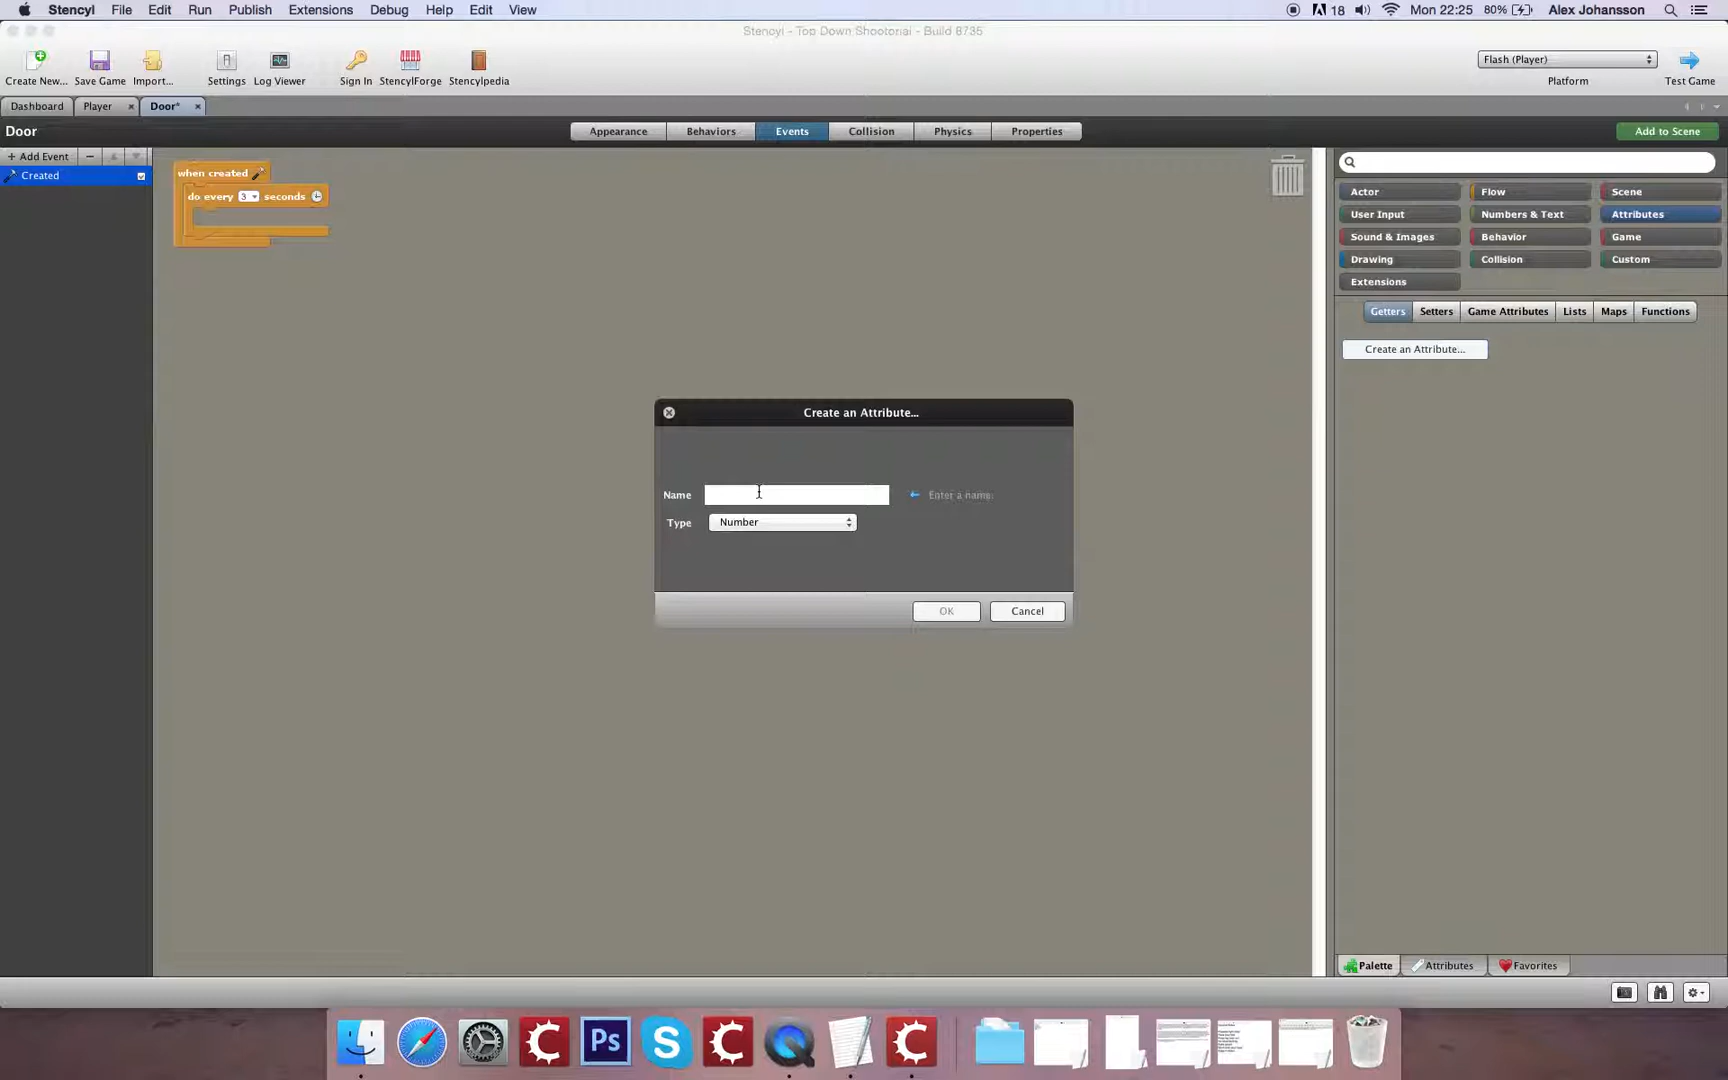 Stencyl File Edit Run Publish Extensions Debug Help Edit View 18 Mon 22:25 80% Alex Johansson
Stencyl - Top Down Shootorial - Build 8735
Create New... Save Game Import... Settings Log Viewer Sign In StencylForge Stencylpedia
Flash (Player)
Platform Test Game
Dashboard Player × Door* ×
Door Appearance Behaviors Events Collision Physics Properties Add to Scene
+ Add Event −
Created
when created
do every 3 seconds
Actor Flow Scene
User Input Numbers & Text Attributes
Sound & Images Behavior Game
Drawing Collision Custom
Extensions
Getters Setters Game Attributes Lists Maps Functions
Create an Attribute...
Create an Attribute...
Name Enter a name.
Type Number
OK Cancel
Palette Attributes Favorites
Ps